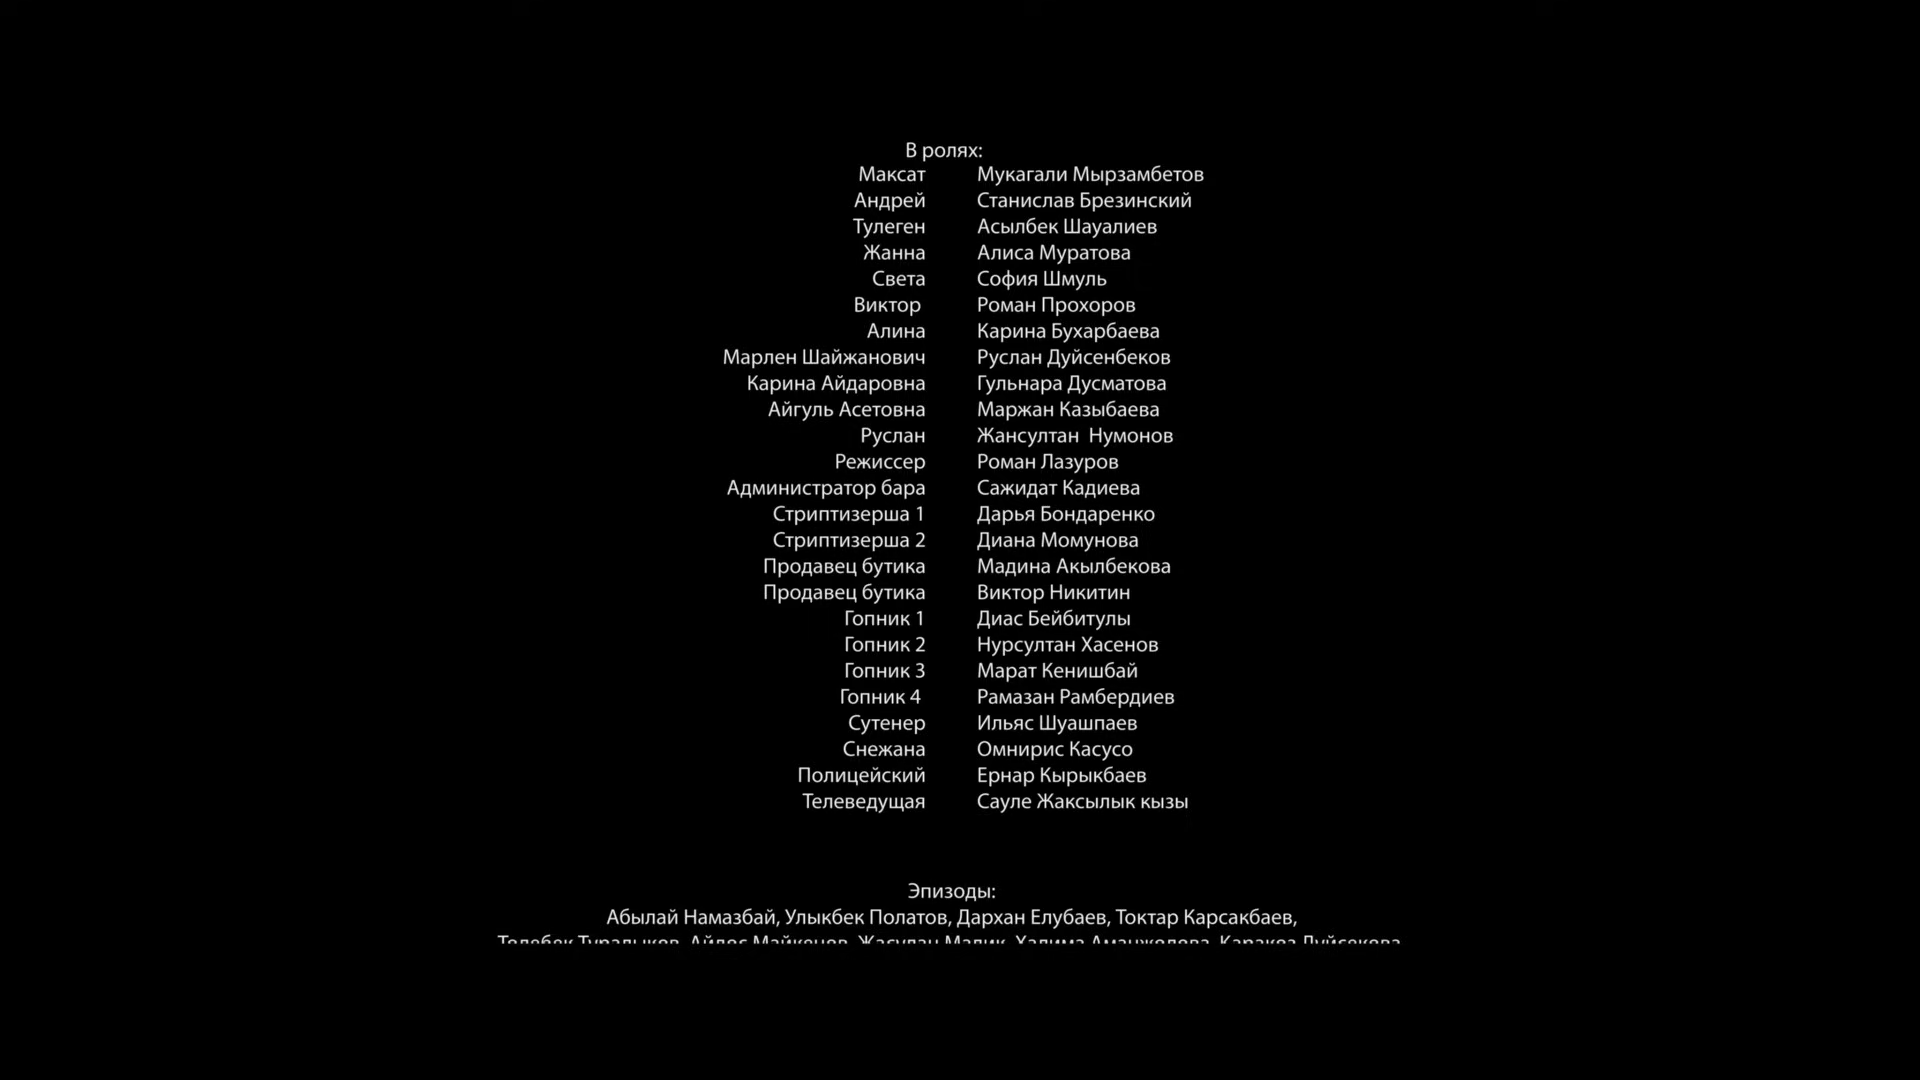 В ролях:
Максат Мукагали Мырзамбетов
Андрей Станислав Брезинский
Тулеген Асылбек Шауалиев
Жанна Алиса Муратова
Света София Шмуль
Виктор Роман Прохоров
Алина Карина Бухарбаева
Марлен Шайжанович Руслан Дуйсенбеков
Карина Айдаровна Гульнара Дусматова
Айгуль Асетовна Маржан Казыбаева
Руслан Жансултан Нумонов
Режиссер Роман Лазуров
Администратор бара Сажидат Кадиева
Стриптизерша 1 Дарья Бондаренко
Стриптизерша 2 Диана Момунова
Продавец бутика Мадина Акылбекова
Продавец бутика Виктор Никитин
Гопник 1 Диас Бейбитулы
Гопник 2 Нурсултан Хасенов
Гопник 3 Марат Кенишбай
Гопник 4 Рамазан Рамбердиев
Сутенер Ильяс Шуашпаев
Снежана Омнирис Касусо
Полицейский Ернар Кырыкбаев
Телеведущая Сауле Жаксылык кызы
Эпизоды:
Абылай Намазбай, Улыкбек Полатов, Дархан Елубаев, Токтар Карсакбаев,